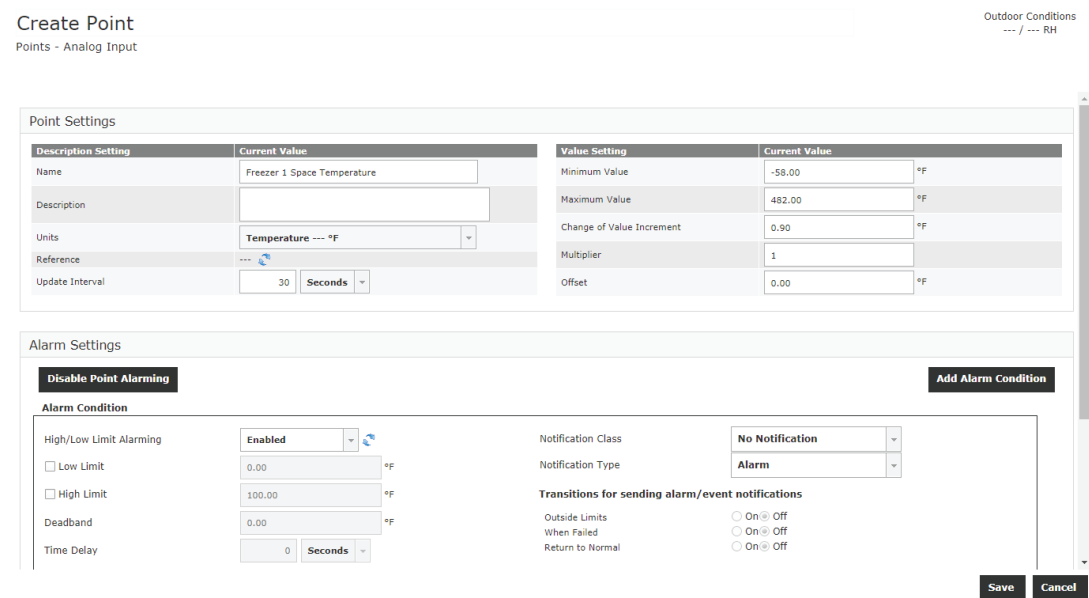 Create Point
Outdoor Conditions
--- / --- RH
Points - Analog Input
Point Settings
Description Setting Current Value
Name Freezer 1 Space Temperature
Description
Units Temperature --- °F
Reference ---
Update Interval 30 Seconds
Value Setting Current Value
Minimum Value -58.00 °F
Maximum Value 482.00 °F
Change of Value Increment 0.90 °F
Multiplier 1
Offset 0.00 °F
Alarm Settings
Disable Point Alarming Add Alarm Condition
Alarm Condition
High/Low Limit Alarming Enabled
Low Limit 0.00 °F
High Limit 100.00 °F
Deadband 0.00 °F
Time Delay 0 Seconds
Notification Class No Notification
Notification Type Alarm
Transitions for sending alarm/event notifications
Outside Limits On Off
When Failed On Off
Return to Normal On Off
Save Cancel